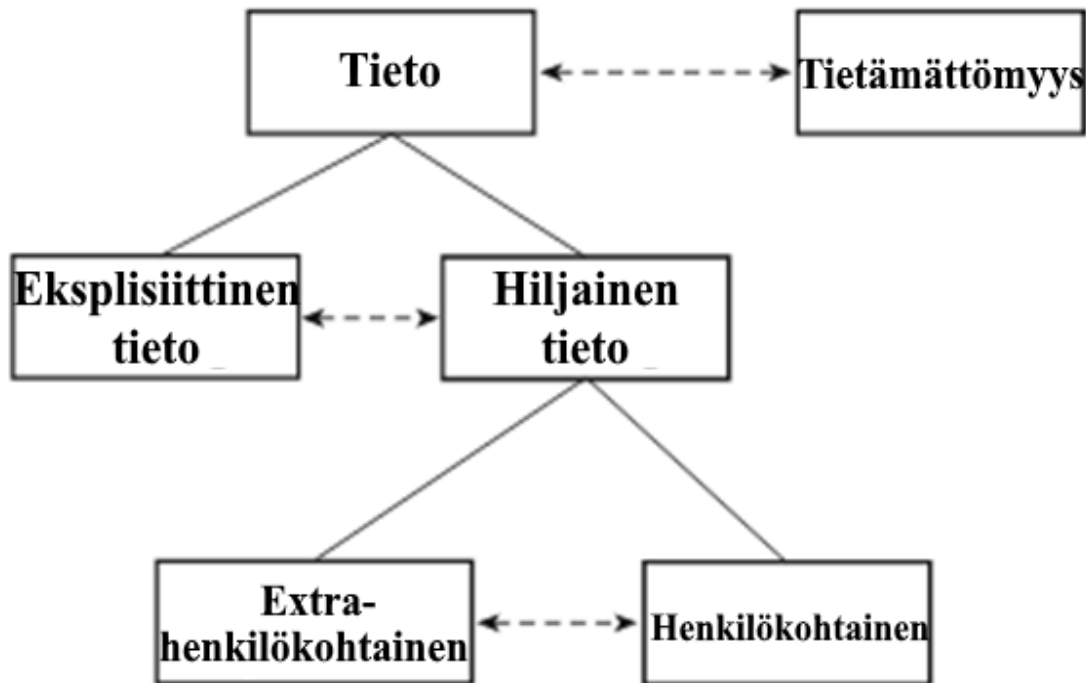 Tieto
Tietämättömyys
Eksplisiittinen
tieto
Hiljainen
tieto
Extra-
henkilökohtainen
Henkilökohtainen